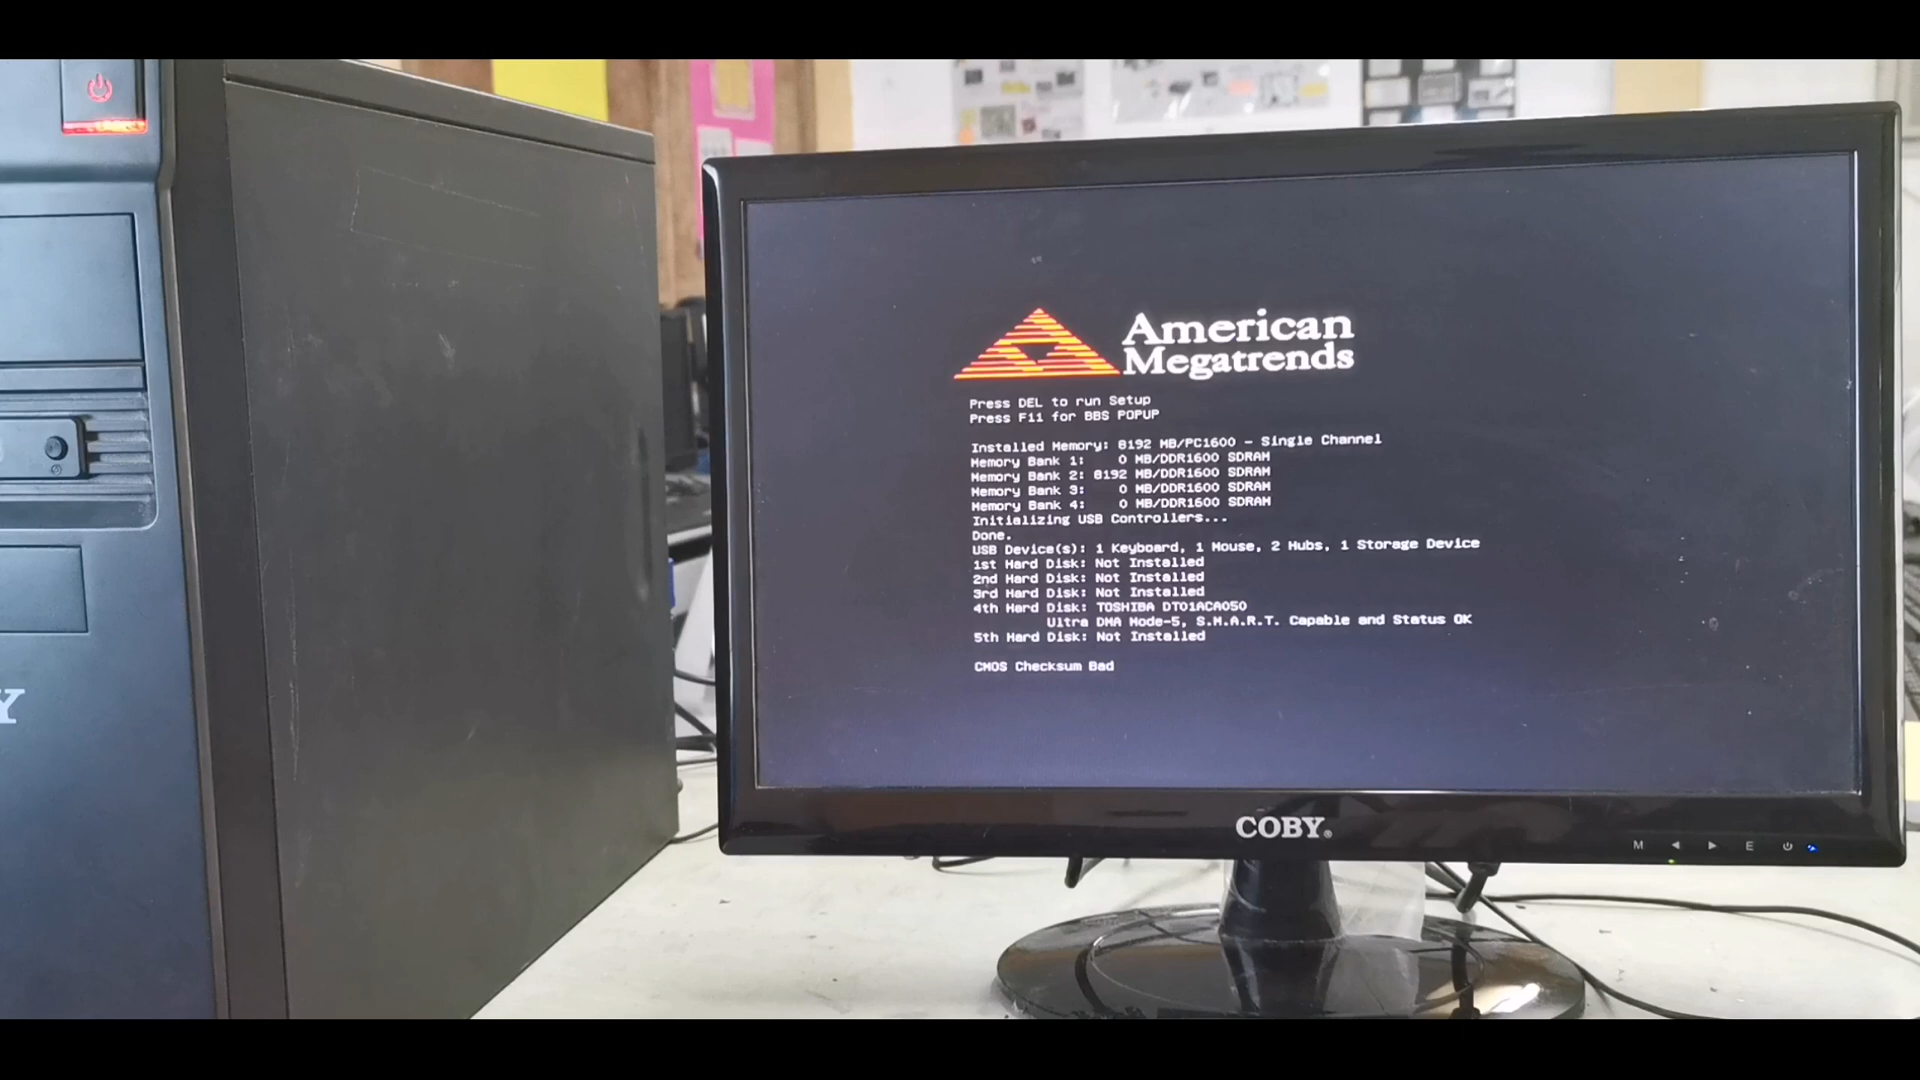 American
Megatrends
Press DEL to run Setup
Press F11 for BBS POPUP
Installed Memory: 8192 MB/PC1600 - Single Channel
Memory Bank 1: 0 MB/DDR1600 SDRAM
Memory Bank 2: 8192 MB/DDR1600 SDRAM
Memory Bank 3: 0 MB/DDR1600 SDRAM
Memory Bank 4: 0 MB/DDR1600 SDRAM
Initializing USB Controllers...
Done.
USB Device(s): 1 Keyboard, 1 Mouse, 2 Hubs, 1 Storage Device
1st Hard Disk: Not Installed
2nd Hard Disk: Not Installed
3rd Hard Disk: Not Installed
4th Hard Disk: TOSHIBA DT01ACA050
Ultra DMA Mode-5, S.M.A.R.T. Capable and Status OK
5th Hard Disk: Not Installed
CMOS Checksum Bad
Y
COBY®
M E